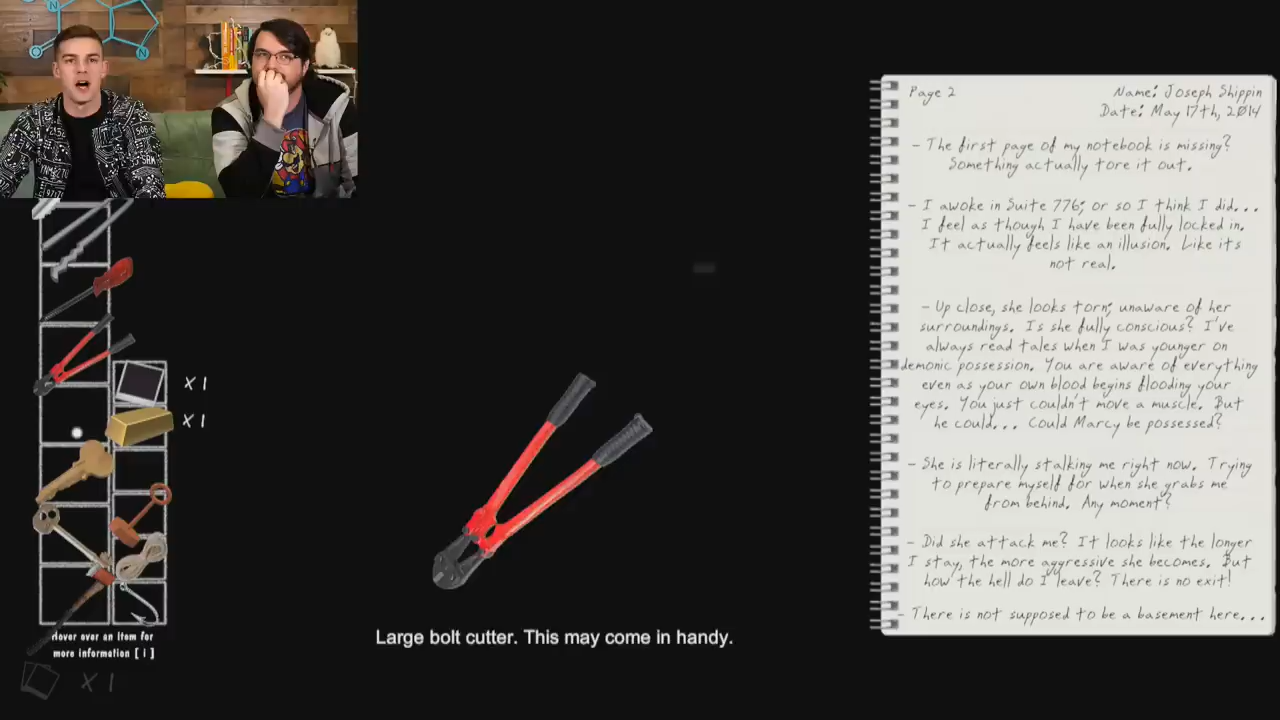 Page 2
Name: Joseph Shippin
Date: May 17th, 2014
- The first page of my notebook is missing?
Something actually tore it out.
- I awoke in Suite 776; or so I think I did...
I feel as though I have been fully locked in.
It actually feels like an illusion. Like its
not real.
- Up close, she looks torn; unaware of her
surroundings. Is she fully conscious? I've
always read tales when I was younger on
demonic possession. You are aware of everything
even as your own blood begins flooding your
eyes. You just couldn't move a muscle. But
he could... Could Marcy be possessed?
- She is literally stalking me right now. Trying
to prepare myself for when she grabs me
from behind. Any moment?
- Did she attack me? It looks like the longer
I stay, the more aggressive she becomes. But
how the hell do I leave? There is no exit!
- There is not supposed to be a basement here...
X1
X1
Hover over an Item for
more information [ i ]
X1
Large bolt cutter. This may come in handy.